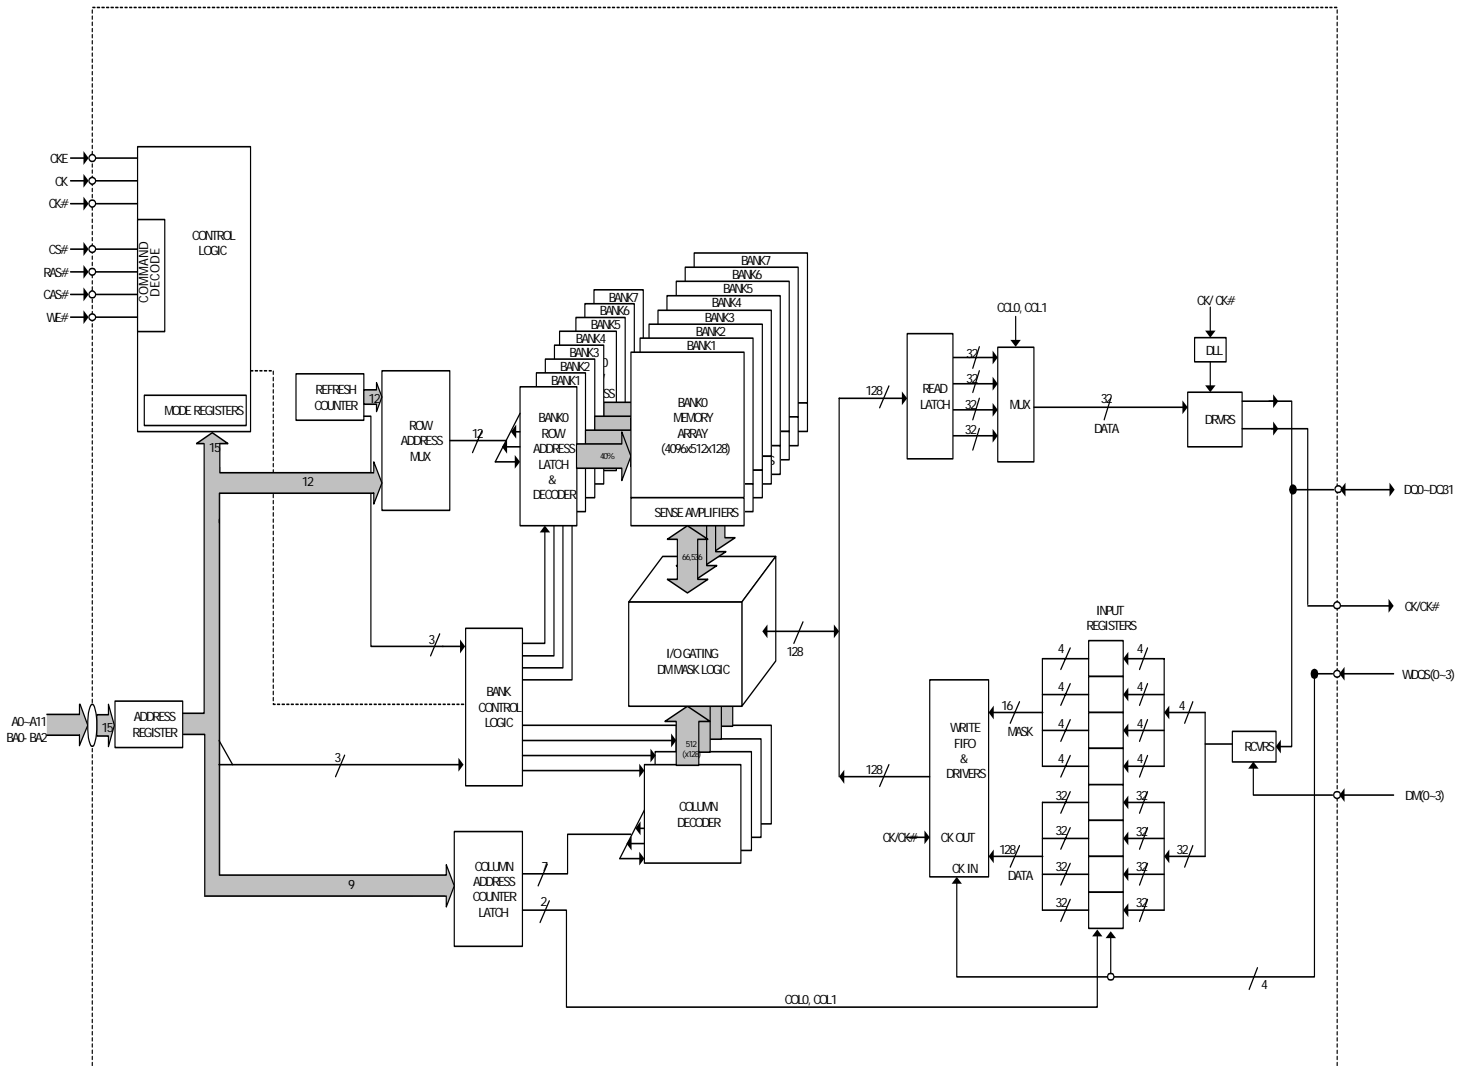 CKE
CK
CK#
CS#
RAS#
CAS#
WE#
COMMAND
DECODE
CONTROL
LOGIC
MODE REGISTERS
15
REFRESH
COUNTER
12
ROW
ADDRESS
MUX
12
12
BANK7
BANK6
BANK5
BANK4
BANK3
BANK2
BANK1
BANK0
ROW
ADDRESS
LATCH
&
DECODER
SS
BANK7
BANK6
BANK5
BANK4
BANK3
BANK2
BANK1
BANK0
MEMORY
ARRAY
(4096x512x128)
SENSE AMPLIFIERS
4096
I/O GATING
DM MASK LOGIC
128
128
READ
LATCH
32
32
32
32
COL0, COL1
MUX
32
DATA
CK/ CK#
DLL
DRVRS
DQ0~DQ31
CK/CK#
WDQS(0~3)
DM(0~3)
RCVRS
INPUT
REGISTERS
4
4
4
4
4
4
4
4
4
32
32
32
32
32
32
32
32
32
16
MASK
128
DATA
WRITE
FIFO
&
DRIVERS
CK OUT
CK IN
CK/CK#
128
4
A0~A11
BA0- BA2
15
ADDRESS
REGISTER
3
3
BANK
CONTROL
LOGIC
512
(x128)
COLUMN
DECODER
9
COLUMN
ADDRESS
COUNTER
LATCH
7
2
COL0, COL1